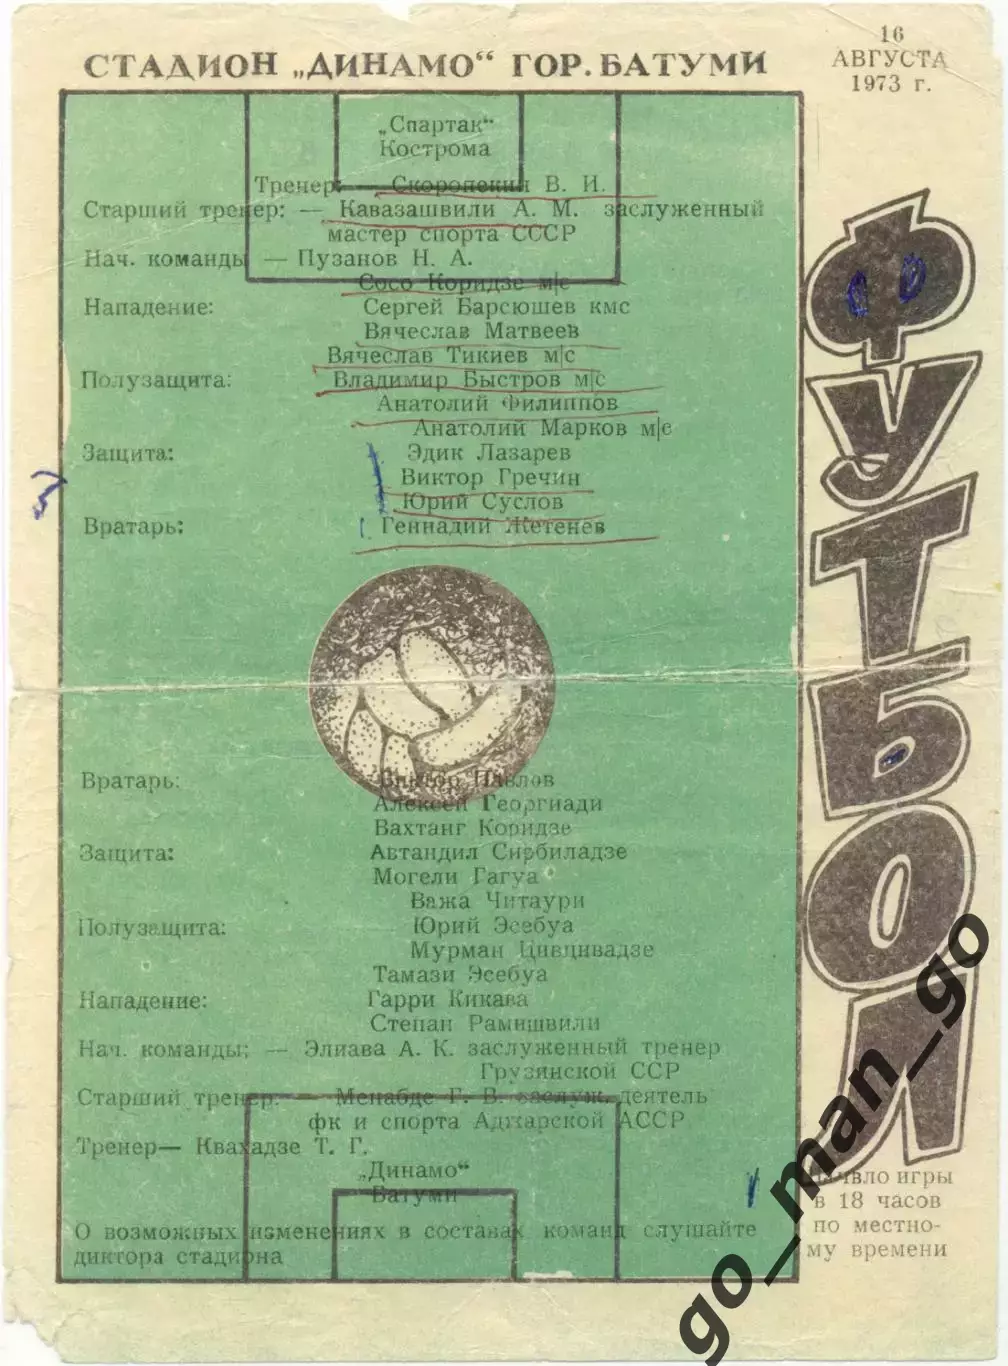 СТАДИОН „ДИНАМО“ ГОР. БАТУМИ
16
АВГУСТА
1973 г.
„Спартак“
Кострома
Тренер — Скоропекин В. И.
Старший тренер: — Кавазашвили А. М. заслуженный
мастер спорта СССР
Нач. команды — Пузанов Н. А.
Сосо Коридзе м/с
Нападение: Сергей Барсюшев кмс
Вячеслав Матвеев
Вячеслав Тикиев м/с
Полузащита: Владимир Быстров м/с
Анатолий Филиппов
Анатолий Марков м/с
Защита: Эдик Лазарев
Виктор Гречин
Юрий Суслов
Вратарь: Геннадий Жетенев
Вратарь: Виктор Павлов
Алексей Георгиади
Вахтанг Коридзе
Защита: Автандил Сирбиладзе
Могели Гагуа
Важа Читаури
Полузащита: Юрий Эсебуа
Мурман Цивцивадзе
Тамази Эсебуа
Нападение: Гарри Кикава
Степан Рамишвили
Нач. команды; — Элиава А. К. заслуженный тренер
Грузинской ССР
Старший тренер: — Менабде Г. В. заслуж. деятель
фк и спорта Аджарской АССР
Тренер— Квахадзе Т. Г.
„Динамо“
Батуми
О возможных изменениях в составах команд слушайте
диктора стадиона
ФУТБОЛ
Начвло игры
в 18 часов
по местно-
му времени
go_man_go